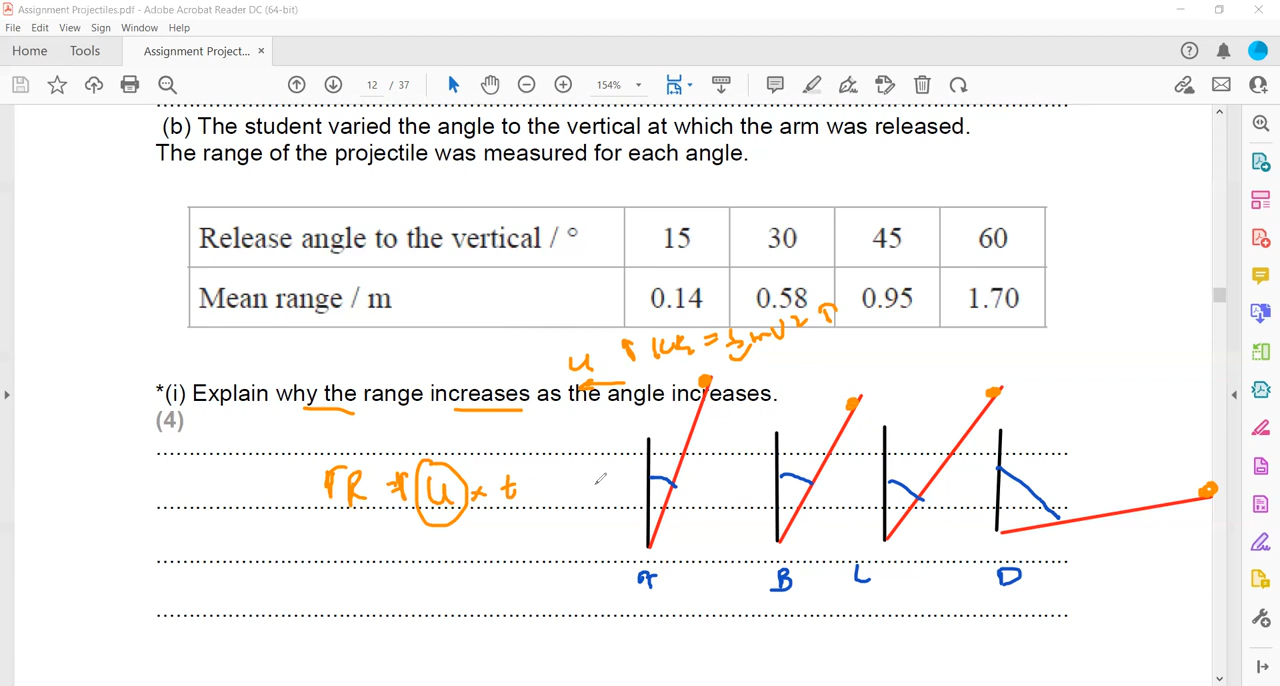 Assignment Projectiles.pdf - Adobe Acrobat Reader DC (64-bit)
File Edit View Sign Window Help
Home Tools Assignment Project... ×
12 / 37 154%
(b) The student varied the angle to the vertical at which the arm was released.
The range of the projectile was measured for each angle.
Release angle to the vertical / ° 15 30 45 60
Mean range / m 0.14 0.58 0.95 1.70
↑ = ½mv² ↑
u
*(i) Explain why the range increases as the angle increases.
(4)
↑R = u × t
B L D